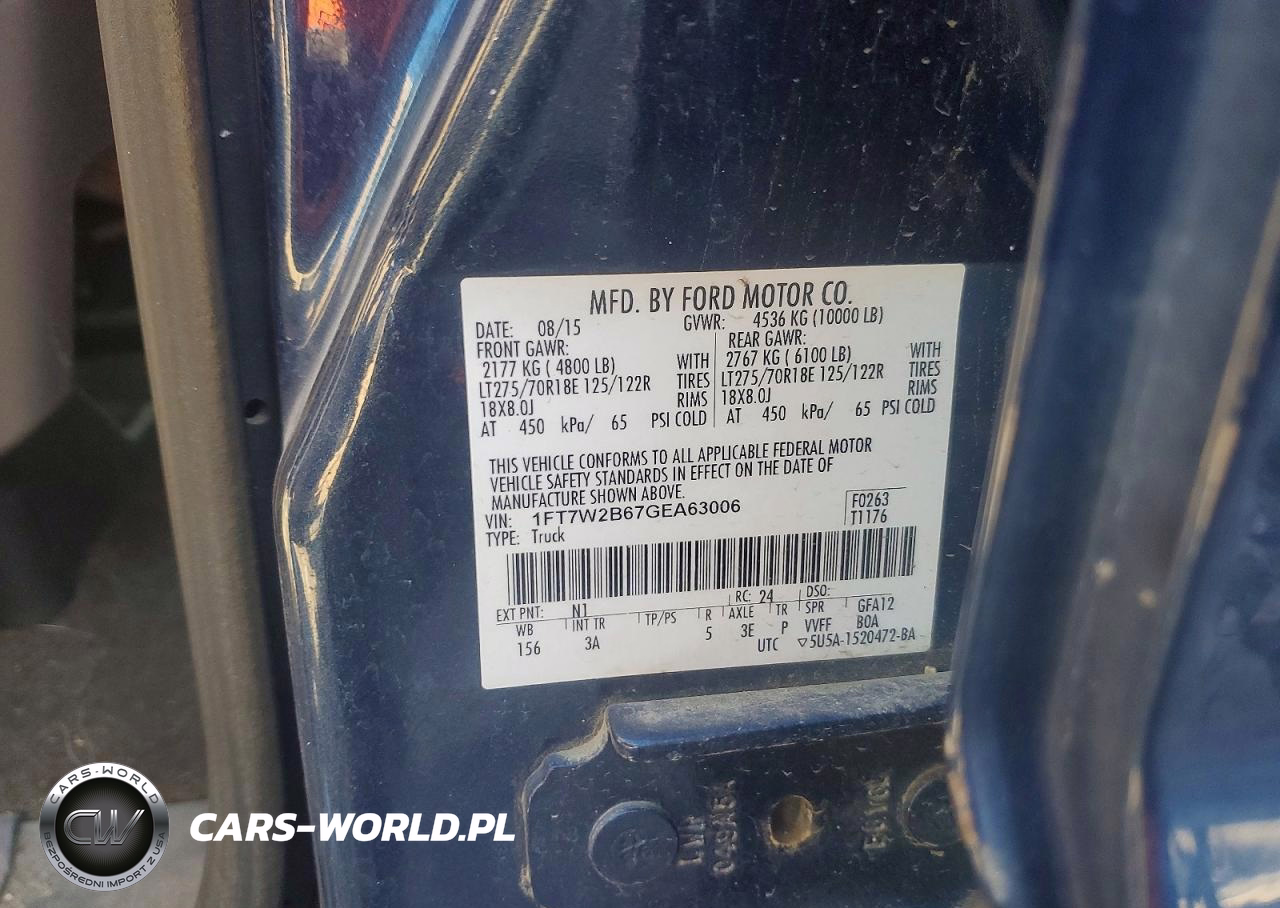 MFD. BY FORD MOTOR CO.
DATE: 08/15 GVWR: 4536 KG (10000 LB)
FRONT GAWR: REAR GAWR:
2177 KG ( 4800 LB) WITH 2767 KG ( 6100 LB) WITH
LT275/70R18E 125/122R TIRES LT275/70R18E 125/122R TIRES
18X8.0J RIMS 18X8.0J RIMS
AT 450 kPa/ 65 PSI COLD AT 450 kPa/ 65 PSI COLD
THIS VEHICLE CONFORMS TO ALL APPLICABLE FEDERAL MOTOR
VEHICLE SAFETY STANDARDS IN EFFECT ON THE DATE OF
MANUFACTURE SHOWN ABOVE.
VIN: 1FT7W2B67GEA63006 F0263
TYPE: Truck T1176
EXT PNT: N1 RC: 24 DSO:
WB INT TR TP/PS R AXLE TR SPR GFA12
156 3A 5 3E P VVFF BOA
UTC ▽5U5A-1520472-BA
CARS-WORLD
CW
BEZPOŚREDNI IMPORT Z USA
CARS-WORLD.PL